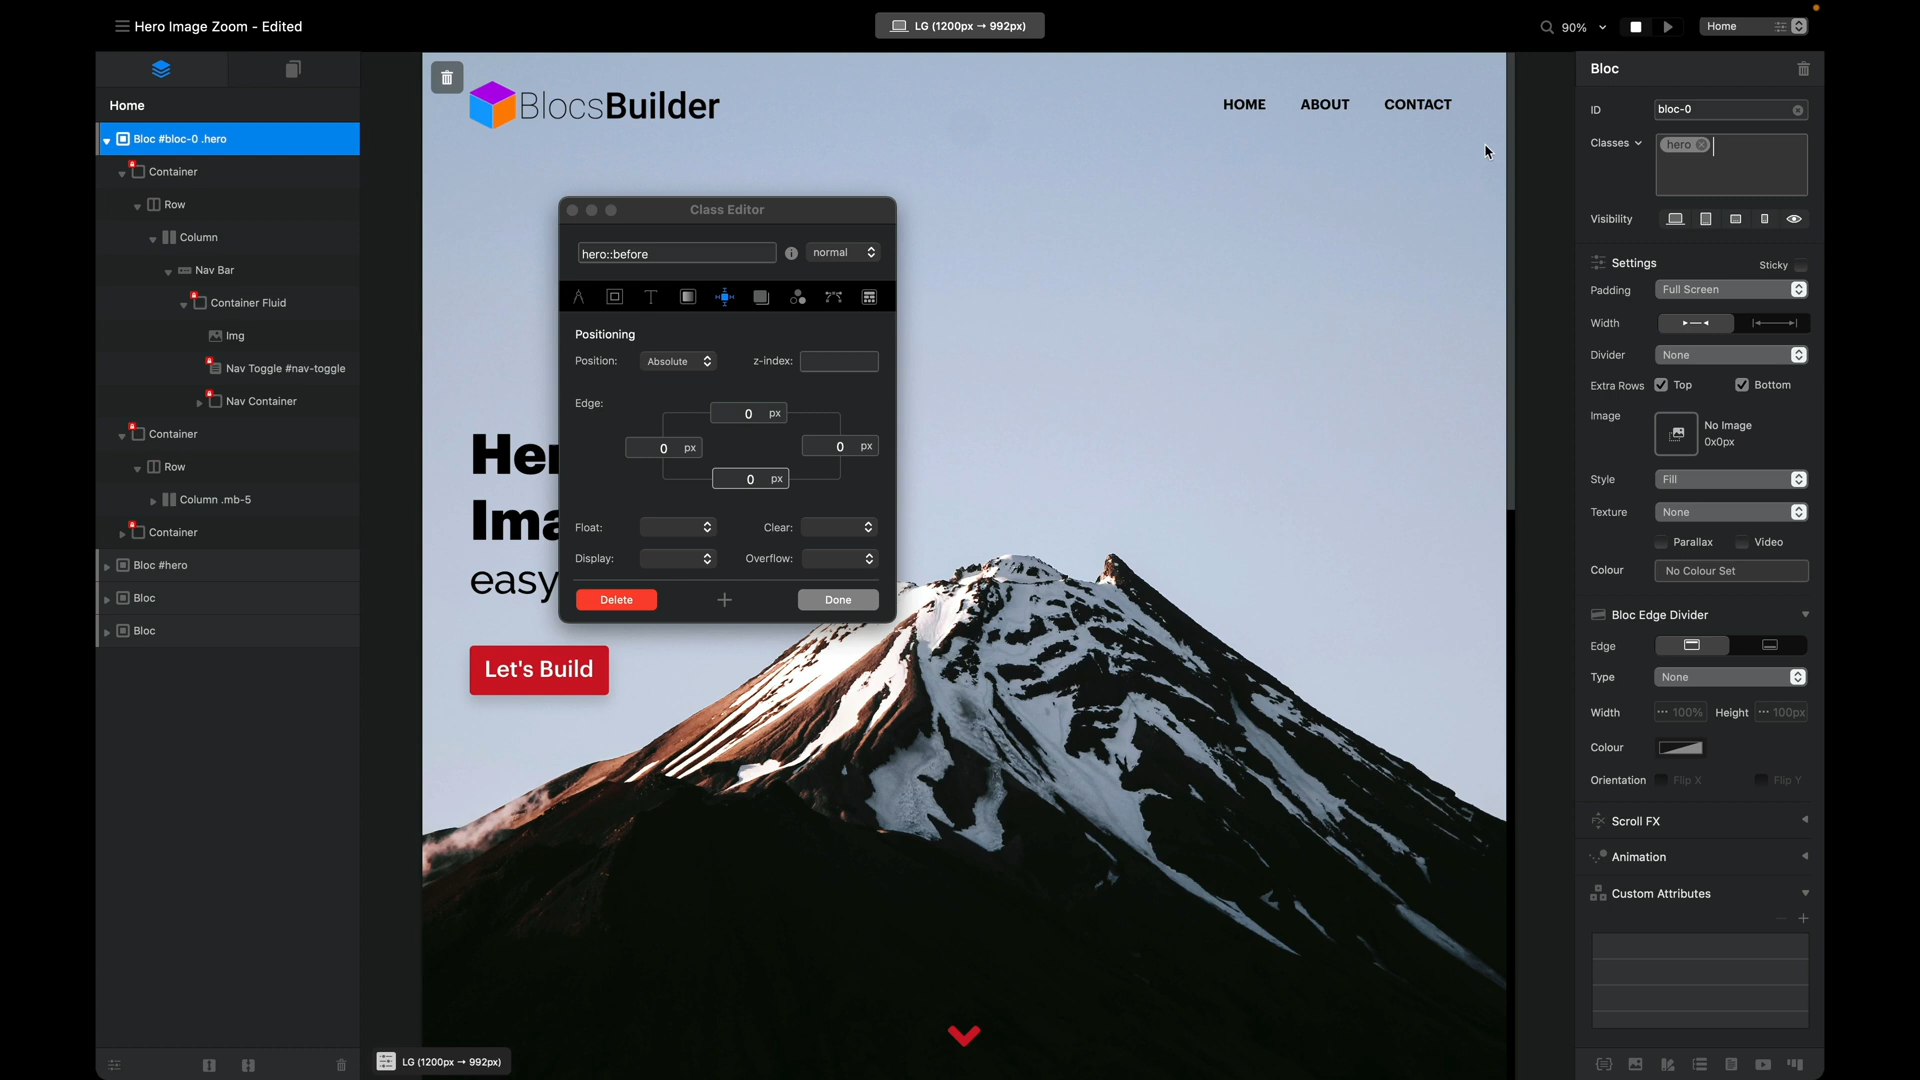 Hero Image Zoom - Edited
LG (1200px → 992px)
90%
Home
Home
Bloc #bloc-0 .hero
Container
Row
Column
Nav Bar
Container Fluid
Img
Nav Toggle #nav-toggle
Nav Container
Container
Row
Column .mb-5
Container
Bloc #hero
Bloc
Bloc
BlocsBuilder
HOME
ABOUT
CONTACT
Class Editor
hero::before
normal
Positioning
Position:
Absolute
z-index:
Edge:
0 px
0 px
0 px
0 px
Float:
Clear:
Display:
Overflow:
Delete
Done
easy
Let's Build
LG (1200px → 992px)
Bloc
ID
bloc-0
Classes
hero
Visibility
Settings
Sticky
Padding
Full Screen
Width
Divider
None
Extra Rows
Top
Bottom
Image
No Image
0x0px
Style
Fill
Texture
None
Parallax
Video
Colour
No Colour Set
Bloc Edge Divider
Edge
Type
None
Width
100%
Height
100px
Colour
Orientation
Flip X
Flip Y
Scroll FX
Animation
Custom Attributes